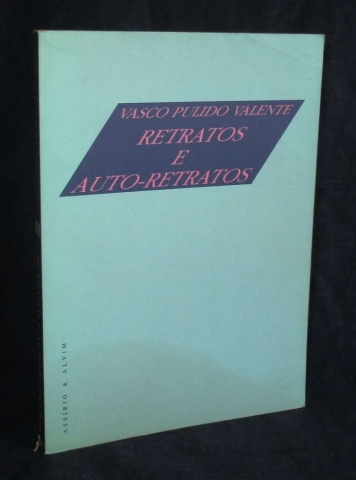 VASCO PULIDO VALENTE
RETRATOS
E
AUTO-RETRATOS
ASSÍRIO & ALVIM